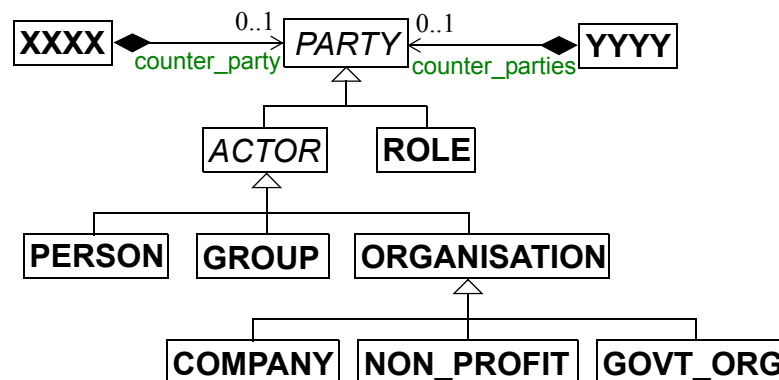 0..1 0..1
XXXX PARTY YYYY
counter_party counter_parties
ACTOR ROLE
PERSON GROUP ORGANISATION
COMPANY NON_PROFIT GOVT_ORG